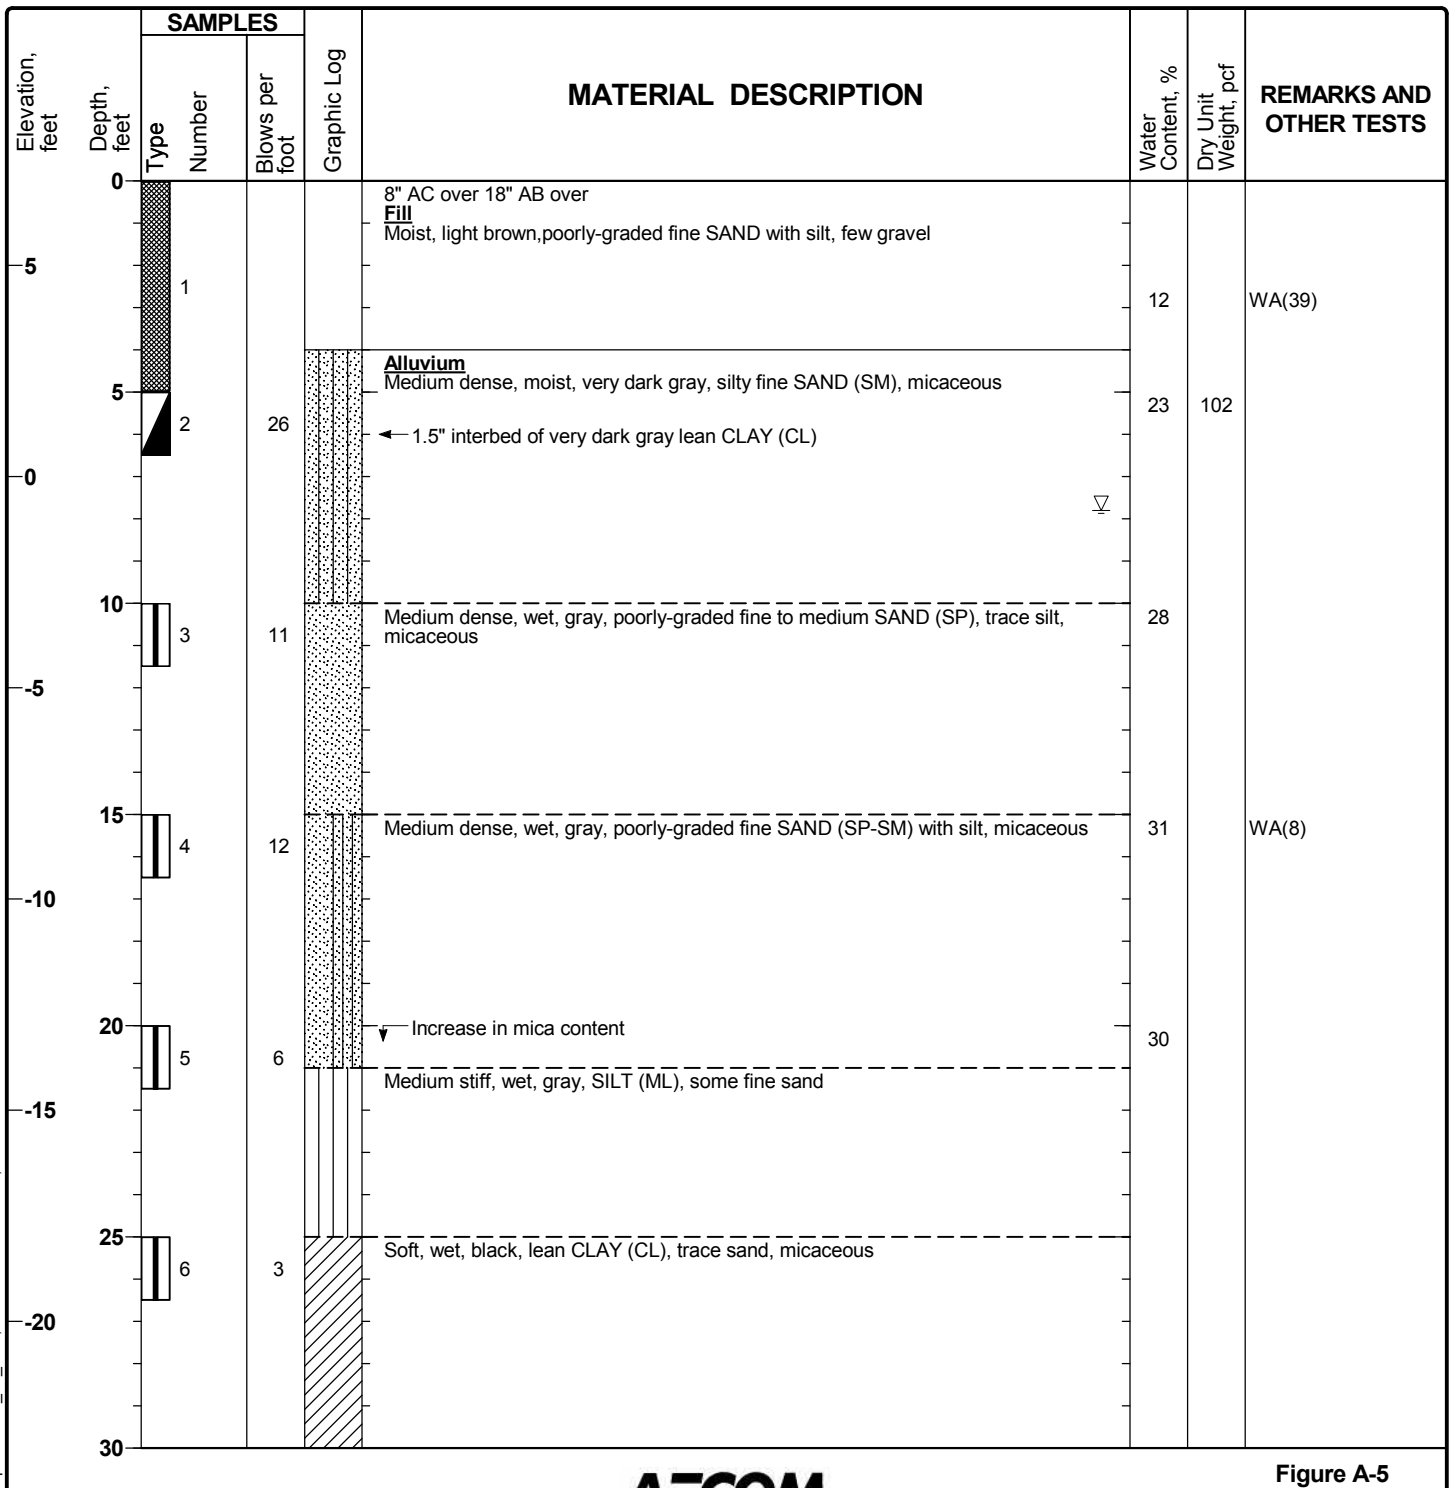 SAMPLES
Elevation, feet
Depth, feet
Type
Number
Blows per foot
Graphic Log
MATERIAL DESCRIPTION
Water Content, %
Dry Unit Weight, pcf
REMARKS AND
OTHER TESTS
0
8" AC over 18" AB over
Fill
Moist, light brown,poorly-graded fine SAND with silt, few gravel
5
1
12
WA(39)
Alluvium
Medium dense, moist, very dark gray, silty fine SAND (SM), micaceous
5
23
102
2
26
1.5" interbed of very dark gray lean CLAY (CL)
0
10
Medium dense, wet, gray, poorly-graded fine to medium SAND (SP), trace silt,
micaceous
28
3
11
-5
15
Medium dense, wet, gray, poorly-graded fine SAND (SP-SM) with silt, micaceous
31
WA(8)
4
12
-10
20
Increase in mica content
30
5
6
Medium stiff, wet, gray, SILT (ML), some fine sand
-15
25
Soft, wet, black, lean CLAY (CL), trace sand, micaceous
6
3
-20
30
Figure A-5
AECOM